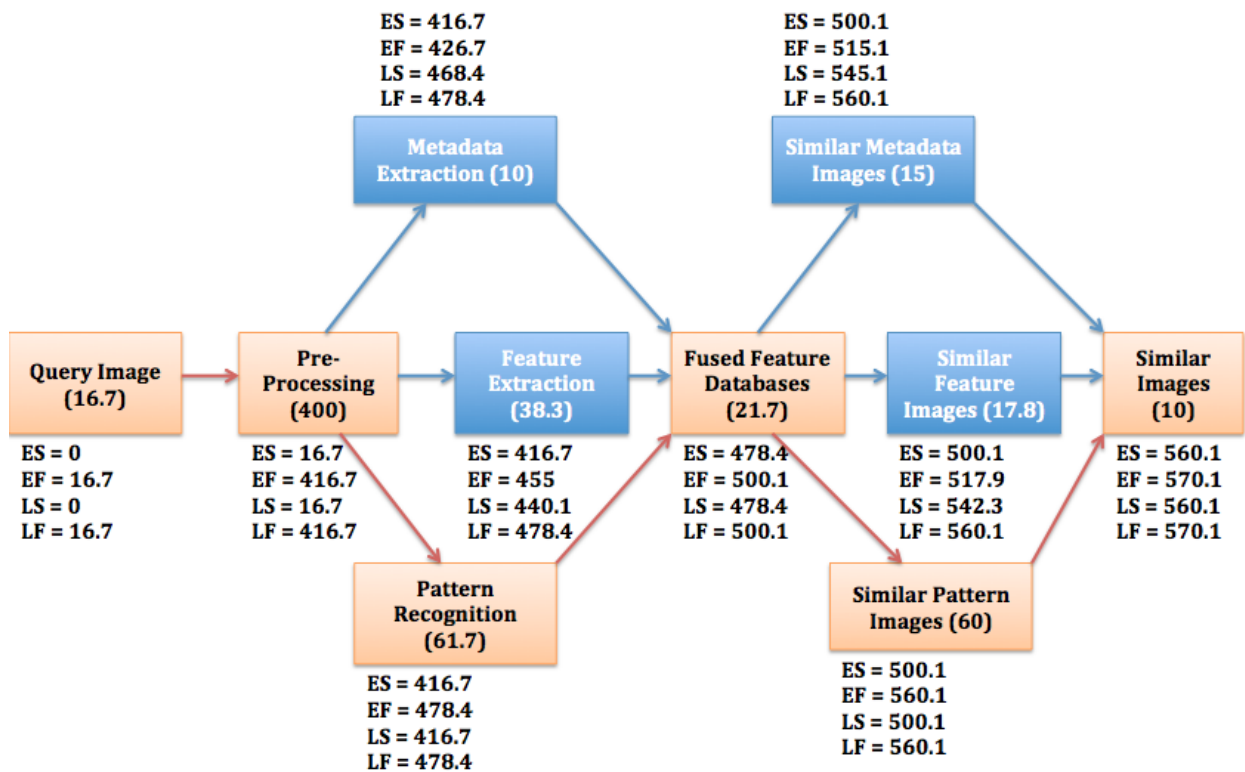 ES = 416.7
EF = 426.7
LS = 468.4
LF = 478.4
ES = 500.1
EF = 515.1
LS = 545.1
LF = 560.1
Metadata
Extraction (10)
Similar Metadata
Images (15)
Query Image
(16.7)
Pre-
Processing
(400)
Feature
Extraction
(38.3)
Fused Feature
Databases
(21.7)
Similar
Feature
Images (17.8)
Similar
Images
(10)
ES = 0
EF = 16.7
LS = 0
LF = 16.7
ES = 16.7
EF = 416.7
LS = 16.7
LF = 416.7
ES = 416.7
EF = 455
LS = 440.1
LF = 478.4
ES = 478.4
EF = 500.1
LS = 478.4
LF = 500.1
ES = 500.1
EF = 517.9
LS = 542.3
LF = 560.1
ES = 560.1
EF = 570.1
LS = 560.1
LF = 570.1
Pattern
Recognition
(61.7)
Similar Pattern
Images (60)
ES = 416.7
EF = 478.4
LS = 416.7
LF = 478.4
ES = 500.1
EF = 560.1
LS = 500.1
LF = 560.1